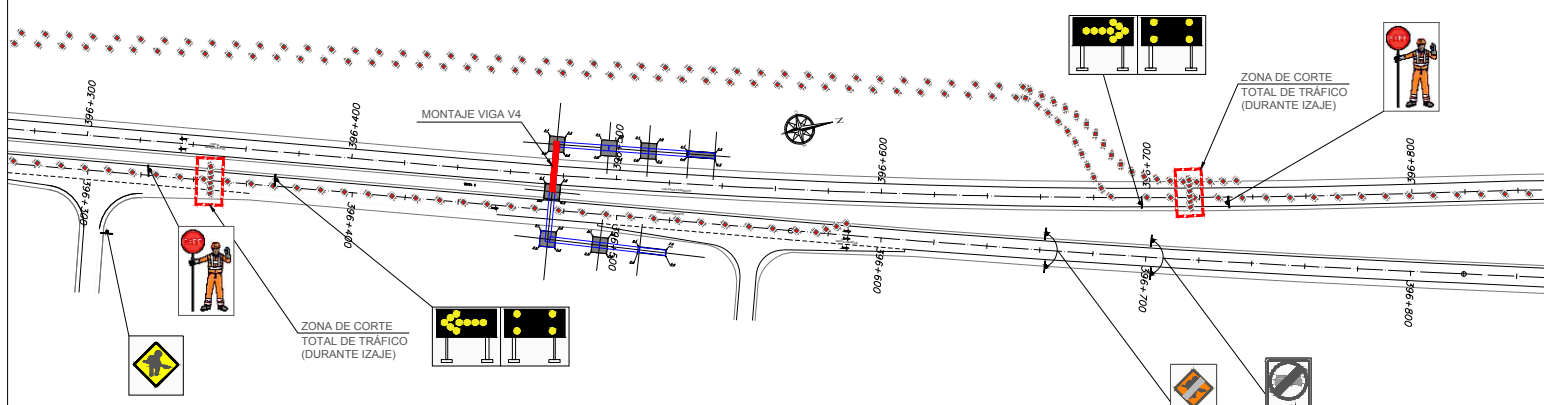 396+300
396+400
MONTAJE VIGA V4
396+500
N
396+600
396+700
ZONA DE CORTE
TOTAL DE TRÁFICO
(DURANTE IZAJE)
396+800
396+300
396+400
396+500
396+600
396+700
396+800
ZONA DE CORTE
TOTAL DE TRÁFICO
(DURANTE IZAJE)